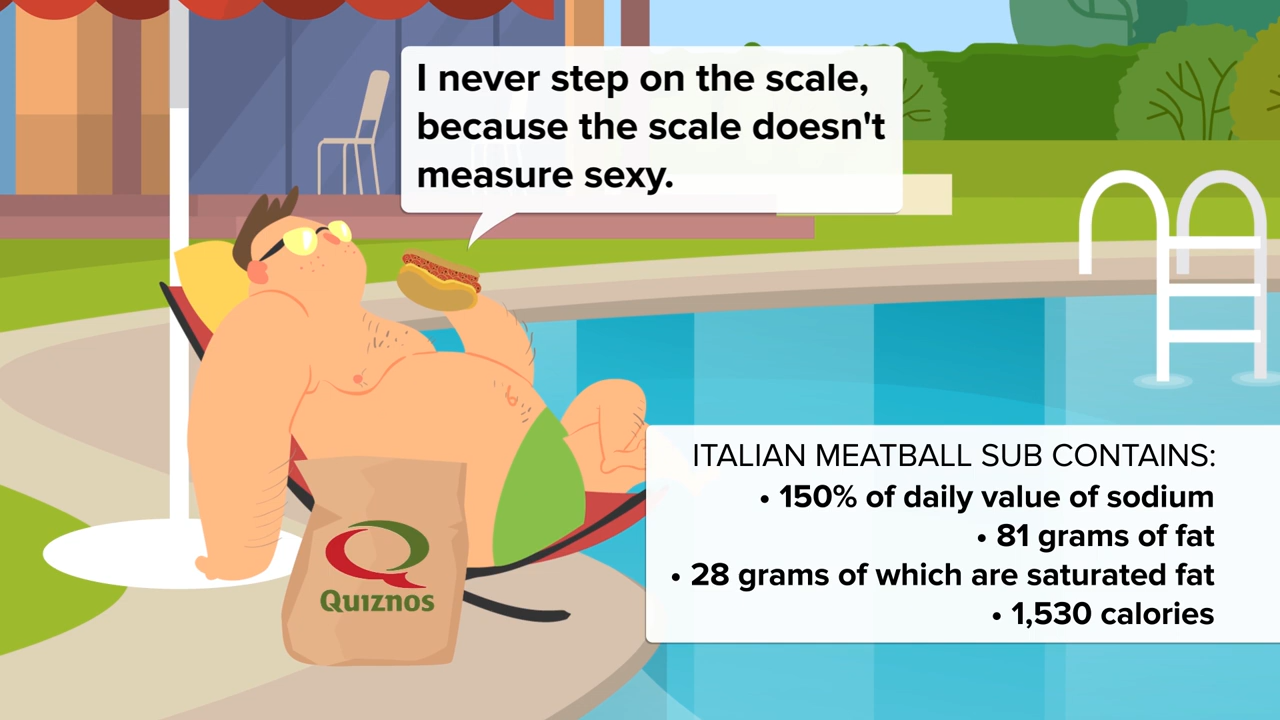 I never step on the scale,
because the scale doesn't
measure sexy.
ITALIAN MEATBALL SUB CONTAINS:
• 150% of daily value of sodium
• 81 grams of fat
• 28 grams of which are saturated fat
• 1,530 calories
Quiznos